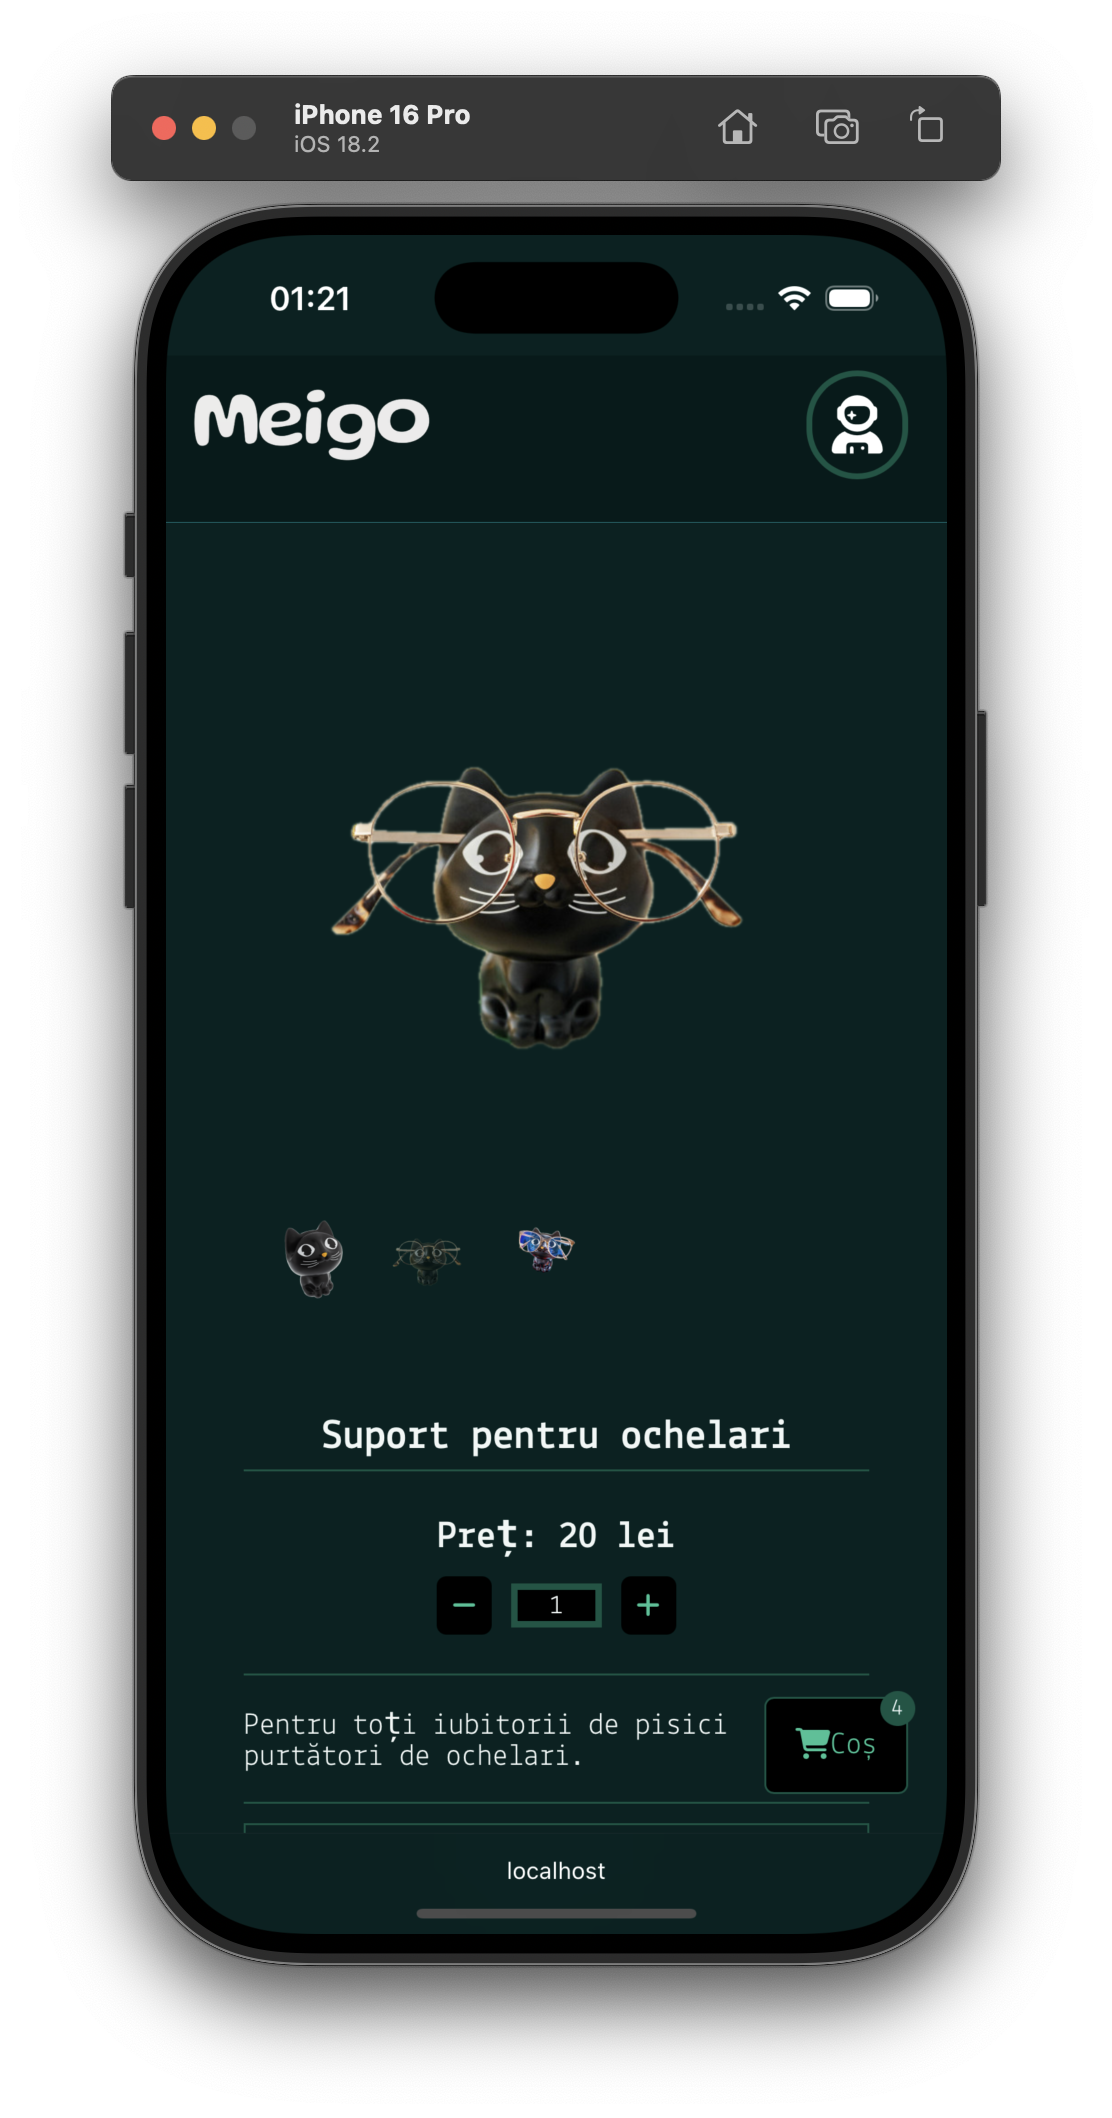 iPhone 16 Pro
iOS 18.2
01:21
Meigo
Suport pentru ochelari
Preț: 20 lei
1
Pentru toți iubitorii de pisici
purtători de ochelari.
4
Coș
localhost